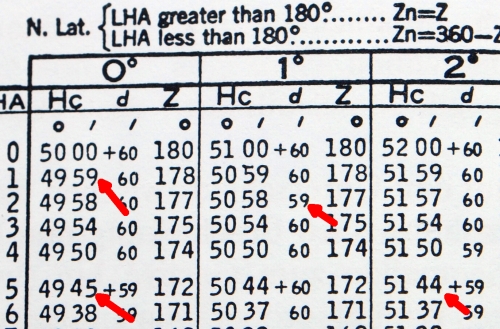 N. Lat. {LHA greater than 180°........ Zn=Z
LHA less than 180°............ Zn=360−Z
0° 1° 2°
HA Hc d Z Hc d Z Hc d
° ′ ′ ° ° ′ ′ ° ° ′ ′
0 50 00 +60 180 51 00 +60 180 52 00 +60
1 49 59 60 178 50 59 60 178 51 59 60
2 49 58 60 177 50 58 59 177 51 57 60
3 49 54 60 175 50 54 60 175 51 54 60
4 49 50 60 174 50 50 60 174 51 50 59
5 49 45 +59 172 50 44 +60 172 51 44 +59
6 49 38 59 171 50 37 60 171 51 37 59